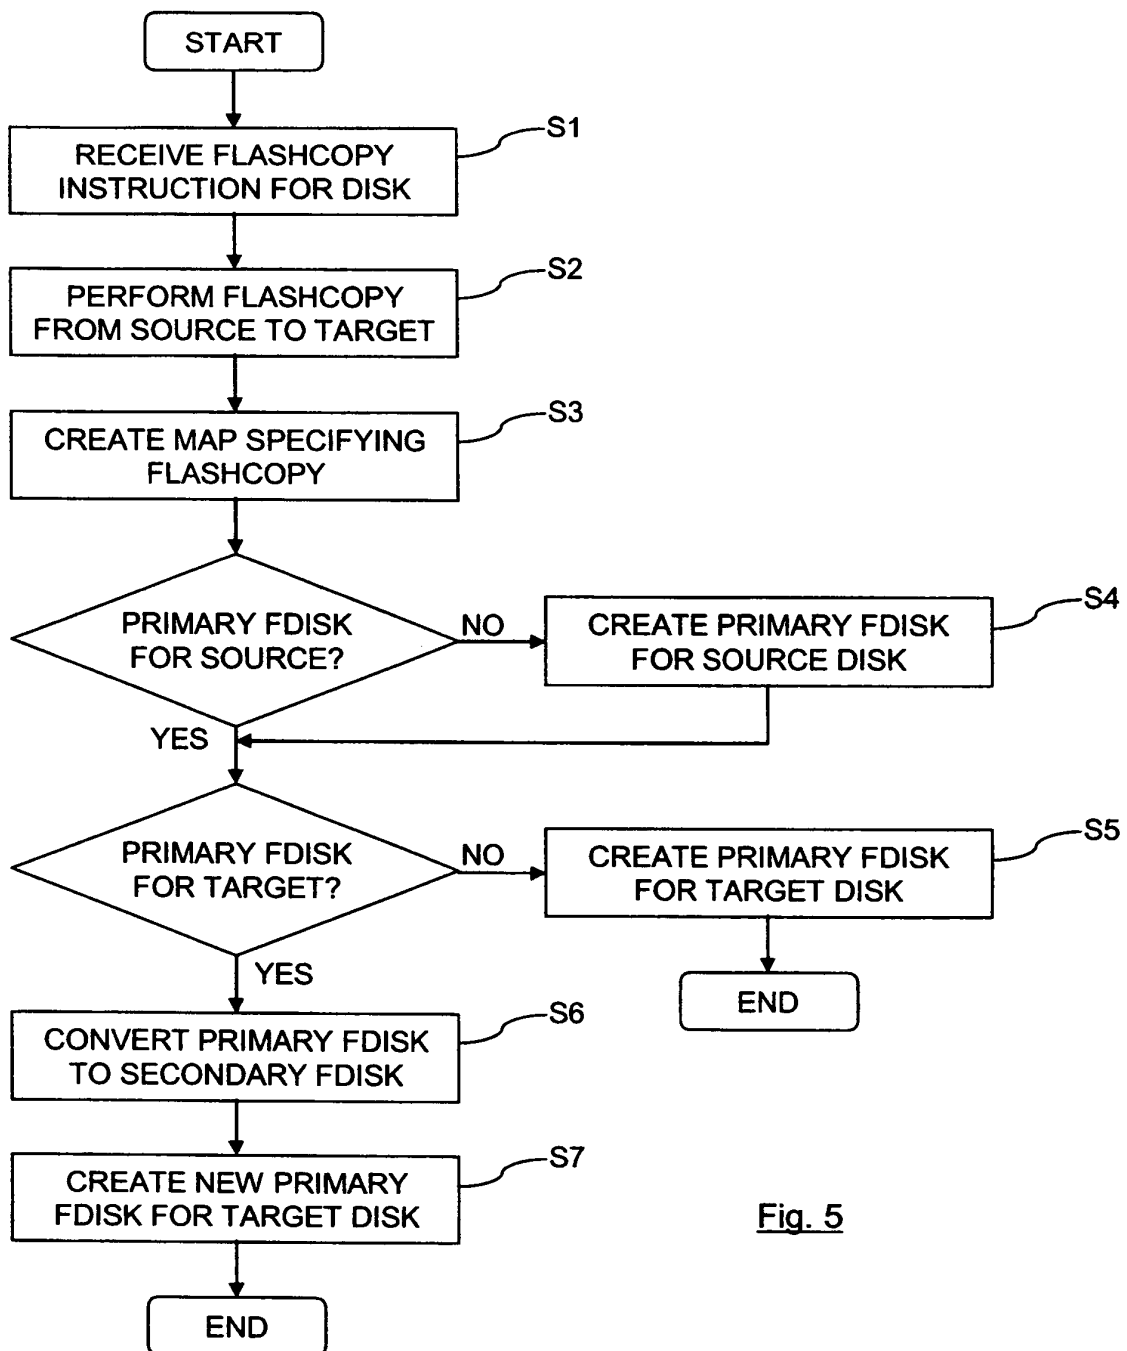 START
S1
RECEIVE FLASHCOPY
INSTRUCTION FOR DISK
S2
PERFORM FLASHCOPY
FROM SOURCE TO TARGET
S3
CREATE MAP SPECIFYING
FLASHCOPY
PRIMARY FDISK
FOR SOURCE?
NO
S4
CREATE PRIMARY FDISK
FOR SOURCE DISK
YES
PRIMARY FDISK
FOR TARGET?
NO
S5
CREATE PRIMARY FDISK
FOR TARGET DISK
END
YES
S6
CONVERT PRIMARY FDISK
TO SECONDARY FDISK
S7
CREATE NEW PRIMARY
FDISK FOR TARGET DISK
END
Fig. 5